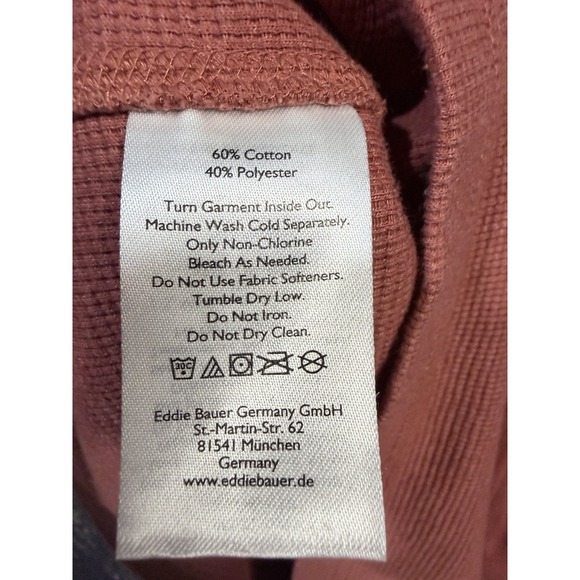 60% Cotton
40% Polyester
Turn Garment Inside Out.
Machine Wash Cold Separately.
Only Non-Chlorine
Bleach As Needed.
Do Not Use Fabric Softeners.
Tumble Dry Low.
Do Not Iron.
Do Not Dry Clean.
30C
Eddie Bauer Germany GmbH
St.-Martin-Str. 62
81541 München
Germany
www.eddiebauer.de